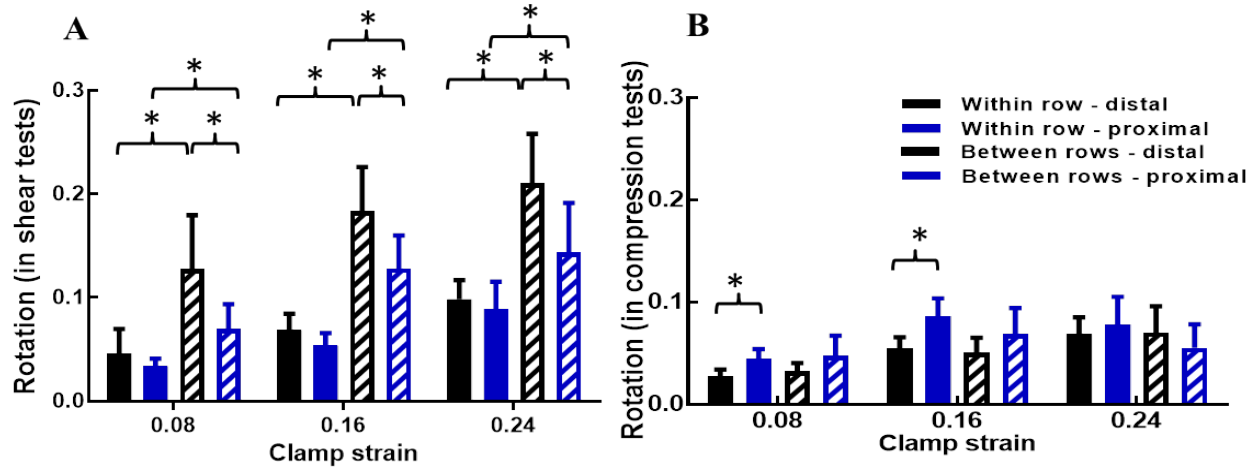 A
Rotation (in shear tests)
0.3
0.2
0.1
0.0
* * * * * * * * *
0.08 0.16 0.24
Clamp strain
B
Rotation (in compression tests)
0.3
0.2
0.1
0.0
* *
Within row - distal
Within row - proximal
Between rows - distal
Between rows - proximal
0.08 0.16 0.24
Clamp strain